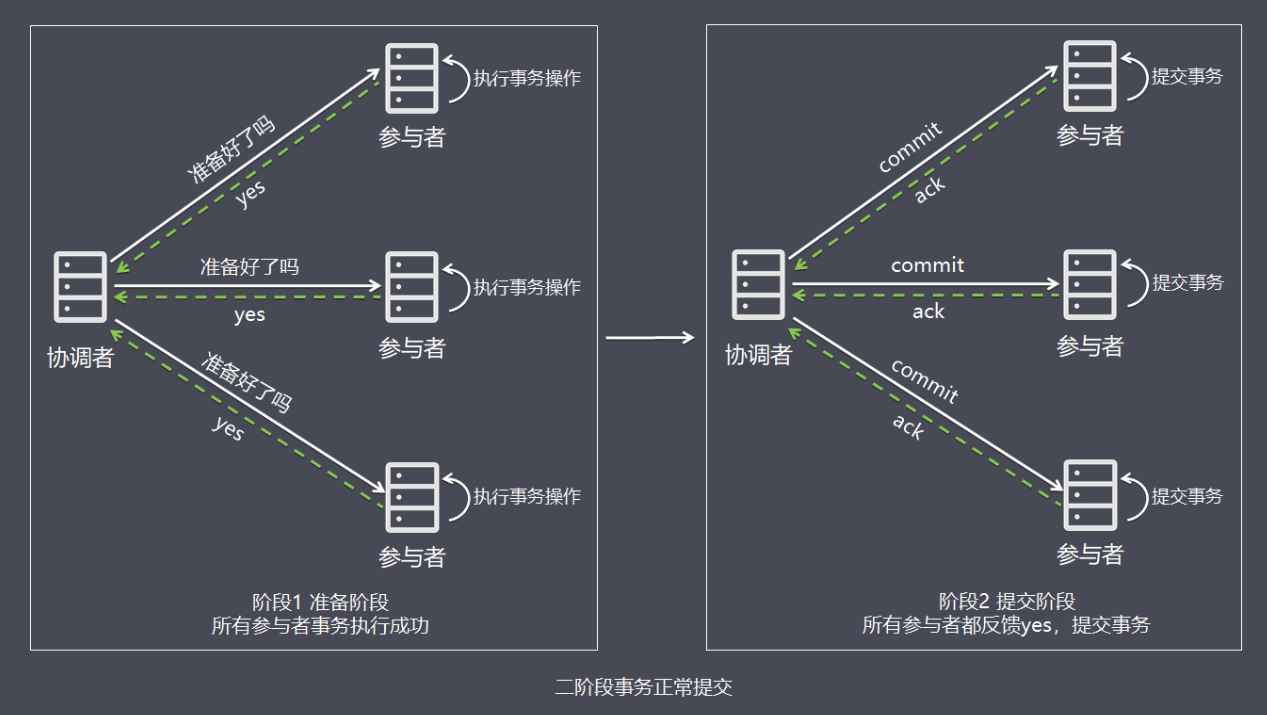 执行事务操作
参与者
准备好了吗
yes
准备好了吗
yes
执行事务操作
参与者
协调者
准备好了吗
yes
执行事务操作
参与者
阶段1 准备阶段
所有参与者事务执行成功
提交事务
参与者
commit
ack
commit
ack
提交事务
参与者
协调者
commit
ack
提交事务
参与者
阶段2 提交阶段
所有参与者都反馈yes，提交事务
二阶段事务正常提交